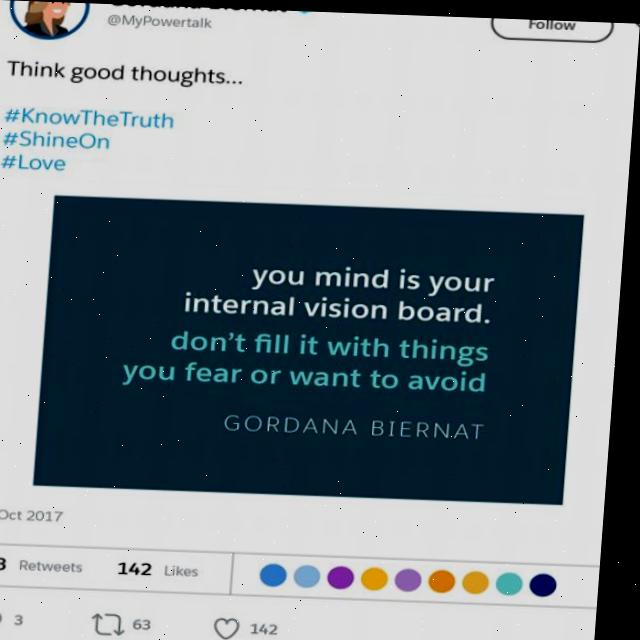 @MyPowertalk
Follow
Think good thoughts...
#KnowTheTruth
#ShineOn
#Love
you mind is your
internal vision board.
don't fill it with things
you fear or want to avoid
GORDANA BIERNAT
Oct 2017
3 Retweets 142 Likes
3 63 142